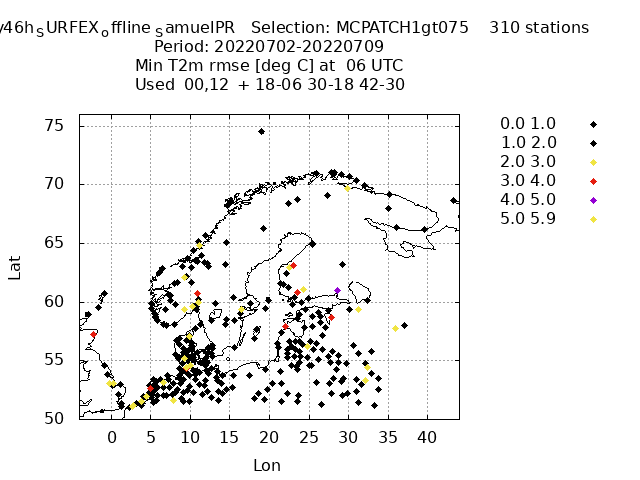 y46h_SURFEX_offline_SamuelPR Selection: MCPATCH1gt075 310 stations
Period: 20220702-20220709
Min T2m rmse [deg C] at 06 UTC
Used 00,12 + 18-06 30-18 42-30
0.0 1.0
1.0 2.0
2.0 3.0
3.0 4.0
4.0 5.0
5.0 5.9
75
70
65
60
55
50
Lat
0 5 10 15 20 25 30 35 40
Lon